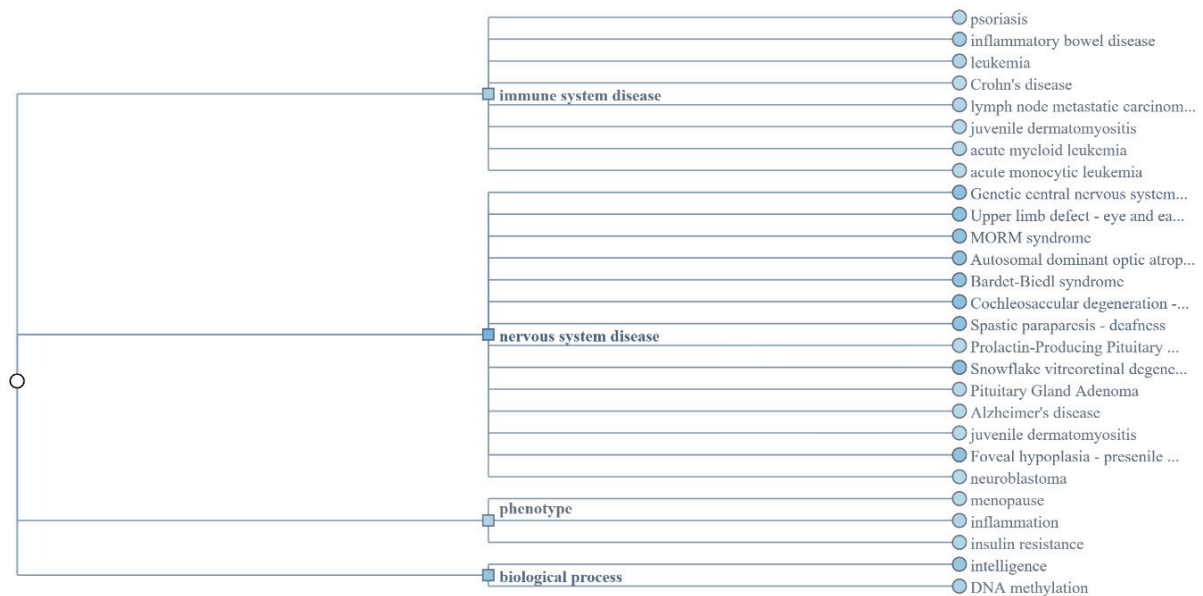 psoriasis
inflammatory bowel disease
leukemia
Crohn's disease
immune system disease
lymph node metastatic carcinom...
juvenile dermatomyositis
acute myeloid leukemia
acute monocytic leukemia
Genetic central nervous system...
Upper limb defect - eye and ea...
MORM syndrome
Autosomal dominant optic atrop...
Bardet-Biedl syndrome
Cochleosaccular degeneration -...
Spastic paraparesis - deafness
nervous system disease
Prolactin-Producing Pituitary ...
Snowflake vitreoretinal degene...
Pituitary Gland Adenoma
Alzheimer's disease
juvenile dermatomyositis
Foveal hypoplasia - presenile ...
neuroblastoma
menopause
phenotype
inflammation
insulin resistance
intelligence
biological process
DNA methylation